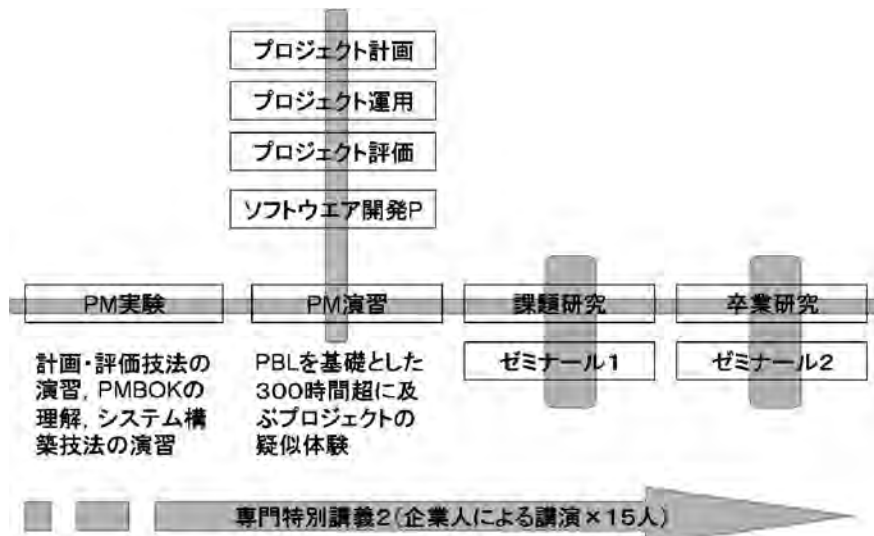 プロジェクト計画
プロジェクト運用
プロジェクト評価
ソフトウエア開発P
PM実験
PM演習
課題研究
卒業研究
計画・評価技法の
演習,PMBOKの
理解,システム構
築技法の演習
PBLを基礎とした
300時間超に及
ぶプロジェクトの
疑似体験
ゼミナール1
ゼミナール2
専門特別講義2(企業人による講演×15人)